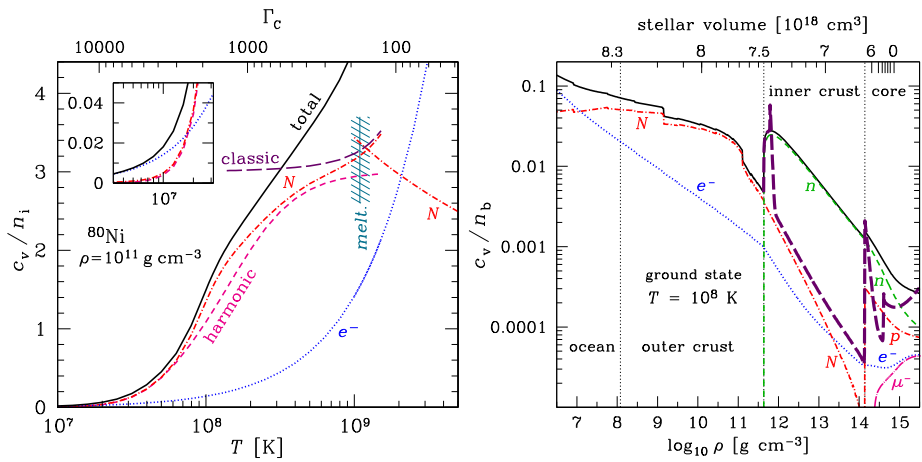 Γ_C
10000 1000 100
4
3
2
1
0
c_v / n_i
0.04
0.02
0
10⁷
total
classic
N
N
melt.
harmonic
e⁻
⁸⁰Ni
ρ=10¹¹ g cm⁻³
10⁷ 10⁸ 10⁹
T [K]
stellar volume [10¹⁸ cm³]
8.3 8 7.5 7 6 0
0.1
0.01
0.001
0.0001
c_v / n_b
inner crust core
N
e⁻
n
n
ground state
T = 10⁸ K
ocean outer crust
N
p
e⁻
μ⁻
7 8 9 10 11 12 13 14 15
log₁₀ ρ [g cm⁻³]